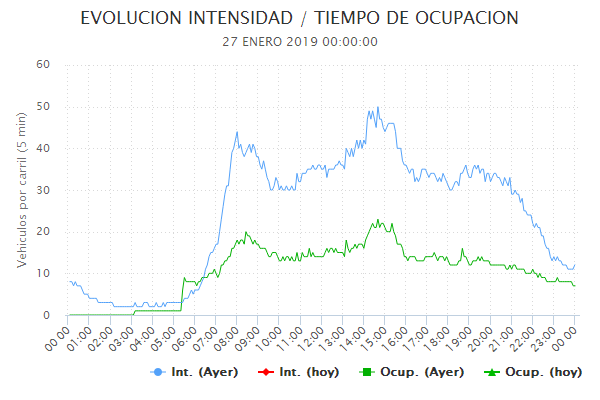 EVOLUCION INTENSIDAD / TIEMPO DE OCUPACION
27 ENERO 2019 00:00:00
Vehiculos por carril (5 min)
60
50
40
30
20
10
0
00:00 01:00 02:00 03:00 04:00 05:00 06:00 07:00 08:00 09:00 10:00 11:00 12:00 13:00 14:00 15:00 16:00 17:00 18:00 19:00 20:00 21:00 22:00 23:00 00:00
Int. (Ayer) Int. (hoy) Ocup. (Ayer) Ocup. (hoy)